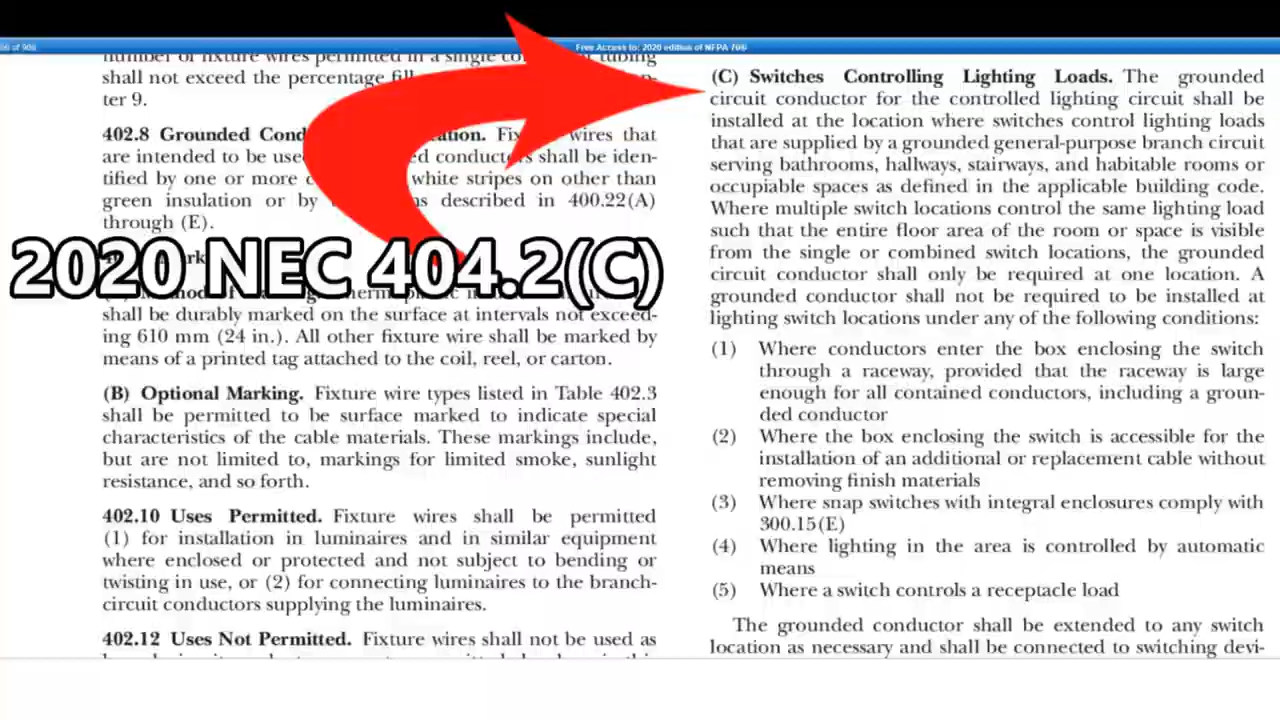 86 of 906
Free Access to: 2020 edition of NFPA 70®
number of fixture wires permitted in a single tubing
shall not exceed the percentage fill
ter 9.
402.8 Grounded wires that
are intended to be conductors shall be iden-
tified by one or more white stripes on other than
green insulation or by described in 400.22(A)
through (E).
2020 NEC 404.2(C)
shall be durably marked on the surface at intervals not exceed-
ing 610 mm (24 in.). All other fixture wire shall be marked by
means of a printed tag attached to the coil, reel, or carton.
(B) Optional Marking. Fixture wire types listed in Table 402.3
shall be permitted to be surface marked to indicate special
characteristics of the cable materials. These markings include,
but are not limited to, markings for limited smoke, sunlight
resistance, and so forth.
402.10 Uses Permitted. Fixture wires shall be permitted
(1) for installation in luminaires and in similar equipment
where enclosed or protected and not subject to bending or
twisting in use, or (2) for connecting luminaires to the branch-
circuit conductors supplying the luminaires.
402.12 Uses Not Permitted. Fixture wires shall not be used as
(C) Switches Controlling Lighting Loads. The grounded
circuit conductor for the controlled lighting circuit shall be
installed at the location where switches control lighting loads
that are supplied by a grounded general-purpose branch circuit
serving bathrooms, hallways, stairways, and habitable rooms or
occupiable spaces as defined in the applicable building code.
Where multiple switch locations control the same lighting load
such that the entire floor area of the room or space is visible
from the single or combined switch locations, the grounded
circuit conductor shall only be required at one location. A
grounded conductor shall not be required to be installed at
lighting switch locations under any of the following conditions:
(1) Where conductors enter the box enclosing the switch
through a raceway, provided that the raceway is large
enough for all contained conductors, including a groun-
ded conductor
(2) Where the box enclosing the switch is accessible for the
installation of an additional or replacement cable without
removing finish materials
(3) Where snap switches with integral enclosures comply with
300.15(E)
(4) Where lighting in the area is controlled by automatic
means
(5) Where a switch controls a receptacle load
The grounded conductor shall be extended to any switch
location as necessary and shall be connected to switching devi-